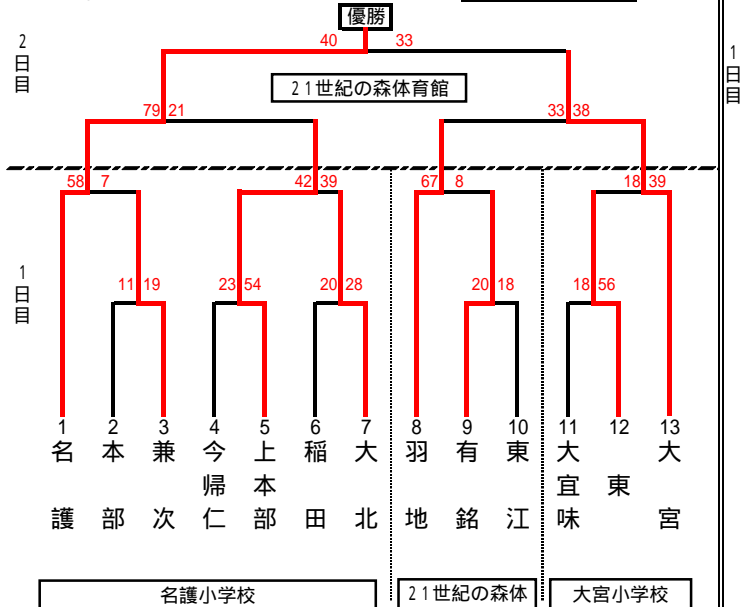 優勝
40 33
2日目
1日目
21世紀の森体育館
79 21
33 38
58 7
42 39
67 8
18 39
1日目
11 19
23 54
20 28
20 18
18 56
1 2 3 4 5 6 7 8 9 10 11 12 13
名護
本部
兼次
今帰仁
上本部
稲田
大北
羽地
有銘
東江
大宜味
東
大宮
名護小学校
21世紀の森体
大宮小学校